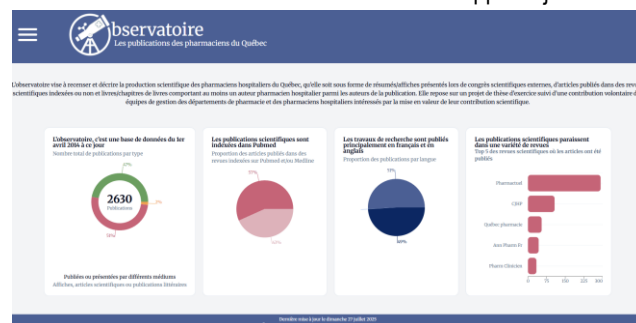 bservatoire
Les publications des pharmaciens du Québec
L'observatoire vise à recenser et décrire la production scientifique des pharmaciens hospitaliers du Québec, qu'elle soit sous forme de résumés/affiches présentés lors de congrès scientifiques externes, d'articles publiés dans des rev
scientifiques indexées ou non et livres/chapitres de livres comportant au moins un auteur pharmacien hospitalier parmi les auteurs de la publication. Elle repose sur un projet de thèse d'exercice suivi d'une contribution volontaire d
équipes de gestion des départements de pharmacie et des pharmaciens hospitaliers intéressés par la mise en valeur de leur contribution scientifique.
L'observatoire, c'est une base de données du 1er
avril 2014 à ce jour
Nombre total de publications par type
2630
Publications
Publiées ou présentées par différents médiums
Affiches, articles scientifiques ou publications littéraires
Les publications scientifiques sont
indexées dans Pubmed
Proportion des articles publiés dans des
revues indexées sur Pubmed et/ou Medline
Les travaux de recherche sont publiés
principalement en français et en
anglais
Proportion des publications par langue
Les publications scientifiques paraissent
dans une variété de revues
Top 5 des revues scientifiques où les articles ont été
publiés
Pharmactuel
CJHP
Québec pharmacie
Ann Pharm Fr
Pharm Clinicien
0 75 150 225 300
Dernière mise à jour le dimanche 27 juillet 2025